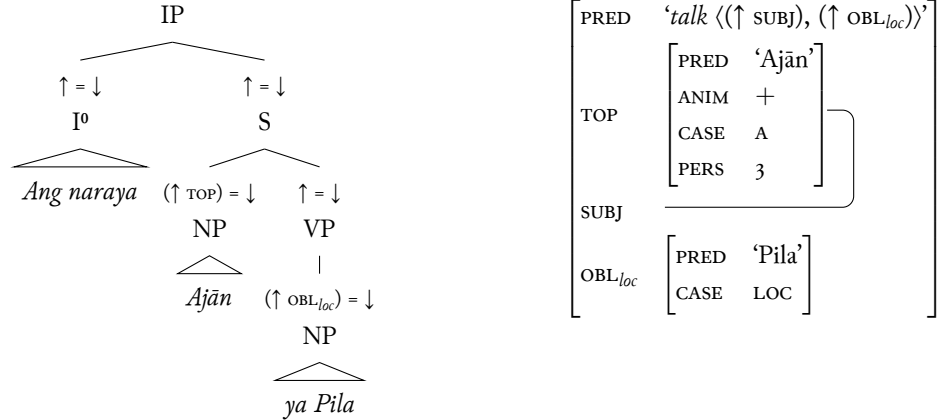 IP
↑ = ↓ ↑ = ↓
I⁰ S
Ang naraya (↑ TOP) = ↓ ↑ = ↓
NP VP
Ajān (↑ OBL_loc) = ↓
NP
ya Pila
PRED ‘talk ⟨(↑ SUBJ), (↑ OBL_loc)⟩’
PRED ‘Ajān’
ANIM +
TOP
CASE A
PERS 3
SUBJ
PRED ‘Pila’
OBL_loc
CASE LOC